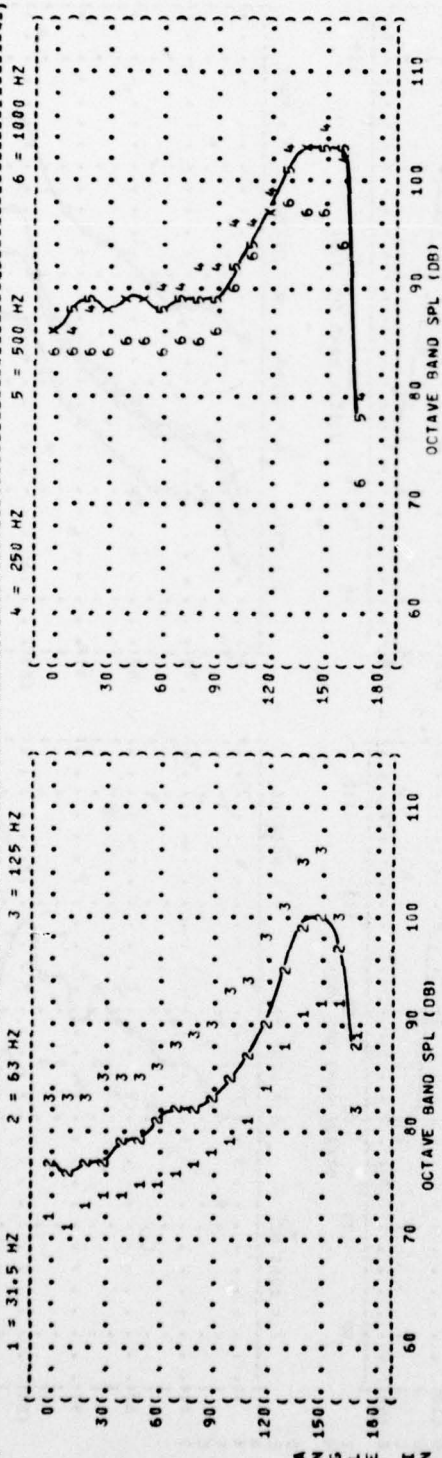 1 = 31.5 HZ 2 = 63 HZ 3 = 125 HZ 4 = 250 HZ 5 = 500 HZ 6 = 1000 HZ
0 0
30 30
60 60
90 90
120 120
150 150
180 180
60 70 80 90 100 110 60 70 80 90 100 110
OCTAVE BAND SPL (DB) OCTAVE BAND SPL (DB)